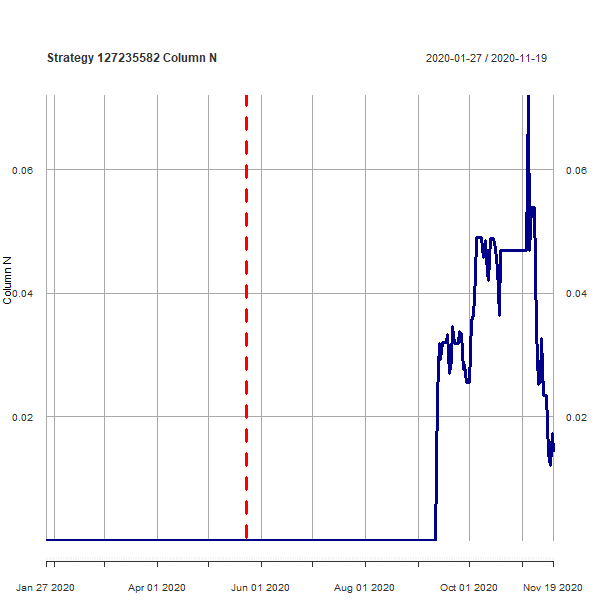 Strategy 127235582 Column N
2020-01-27 / 2020-11-19
0.06
0.06
Column N
0.04
0.04
0.02
0.02
Jan 27 2020
Apr 01 2020
Jun 01 2020
Aug 01 2020
Oct 01 2020
Nov 19 2020